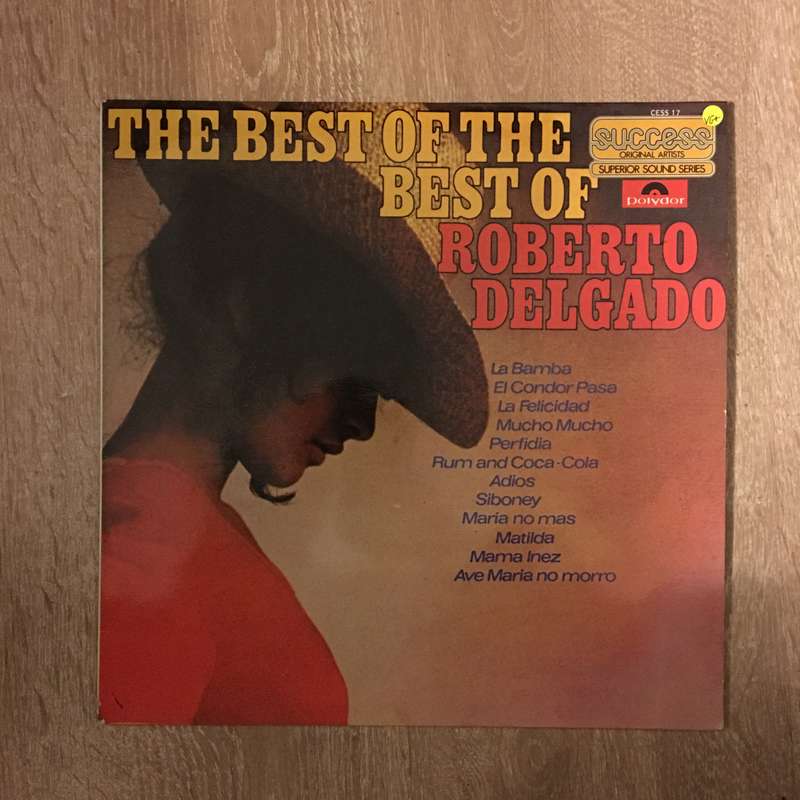 THE BEST OF THE
BEST OF
ROBERTO
DELGADO
CESS 17
VG+
success
ORIGINAL ARTISTS
SUPERIOR SOUND SERIES
polydor
La Bamba
El Condor Pasa
La Felicidad
Mucho Mucho
Perfidia
Rum and Coca-Cola
Adios
Siboney
Maria no mas
Matilda
Mama Inez
Ave Maria no morro